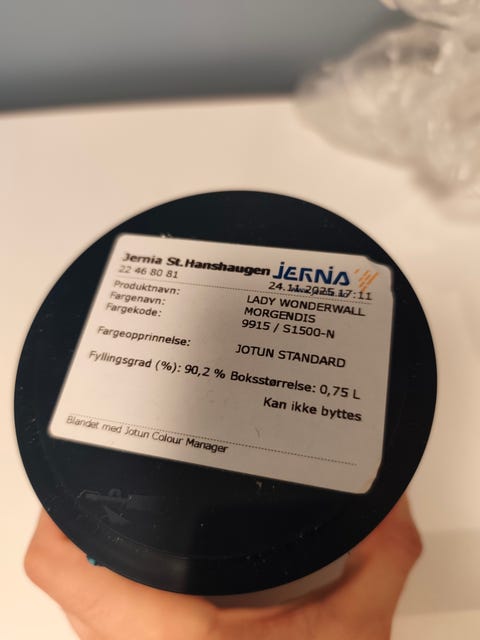 Jernia St.Hanshaugen JERNIA
22 46 80 81
24.11.2025 17:11
Produktnavn: LADY WONDERWALL
Fargenavn: MORGENDIS
Fargekode: 9915 / S1500-N
Fargeopprinnelse: JOTUN STANDARD
Fyllingsgrad (%): 90,2 % Boksstørrelse: 0,75 L
Kan ikke byttes
Blandet med Jotun Colour Manager